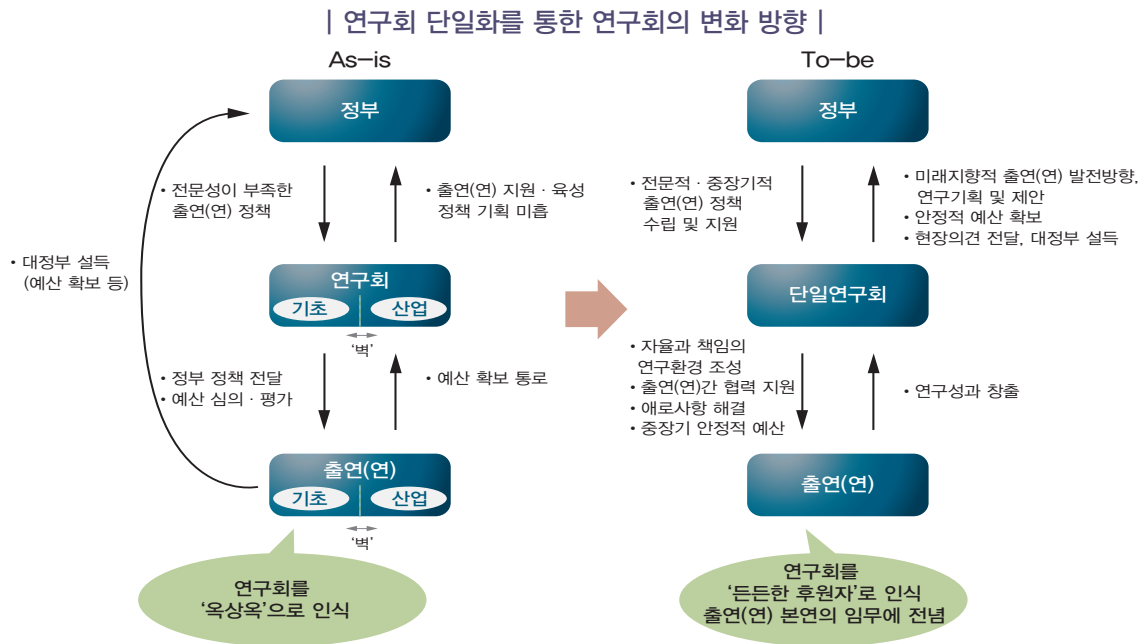 | 연구회 단일화를 통한 연구회의 변화 방향 |
As-is
정부
• 전문성이 부족한
출연(연) 정책
• 출연(연) 지원·육성
정책 기획 미흡
• 대정부 설득
(예산 확보 등)
연구회
기초
산업
'벽'
• 정부 정책 전달
• 예산 심의·평가
• 예산 확보 통로
출연(연)
기초
산업
'벽'
연구회를
'옥상옥'으로 인식
To-be
정부
• 전문적·중장기적
출연(연) 정책
수립 및 지원
• 미래지향적 출연(연) 발전방향,
연구기획 및 제안
• 안정적 예산 확보
• 현장의견 전달, 대정부 설득
단일연구회
• 자율과 책임의
연구환경 조성
• 출연(연)간 협력 지원
• 애로사항 해결
• 중장기 안정적 예산
• 연구성과 창출
출연(연)
연구회를
'든든한 후원자'로 인식
출연(연) 본연의 임무에 전념